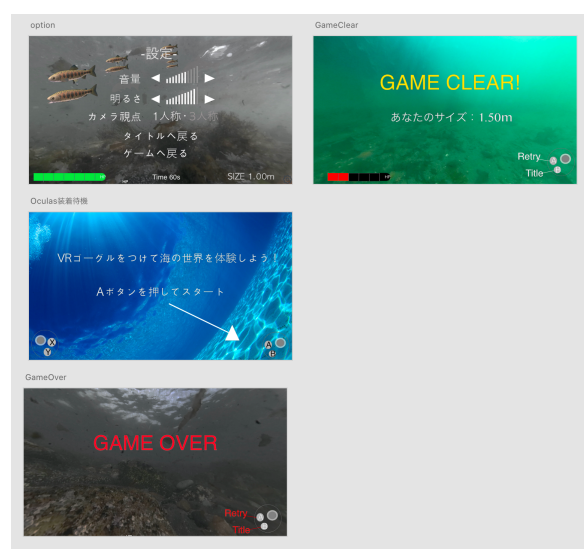 option
-設定-
音量
明るさ
カメラ視点 1人称・3人称
タイトルへ戻る
ゲームへ戻る
HP
HP
Time 60s
SIZE 1.00m
GameClear
GAME CLEAR!
あなたのサイズ：1.50m
Retry
A
Title
B
HP
Oculas装着待機
VRゴーグルをつけて海の世界を体験しよう！
Aボタンを押してスタート
X
Y
A
B
GameOver
GAME OVER
Retry
A
Title
B